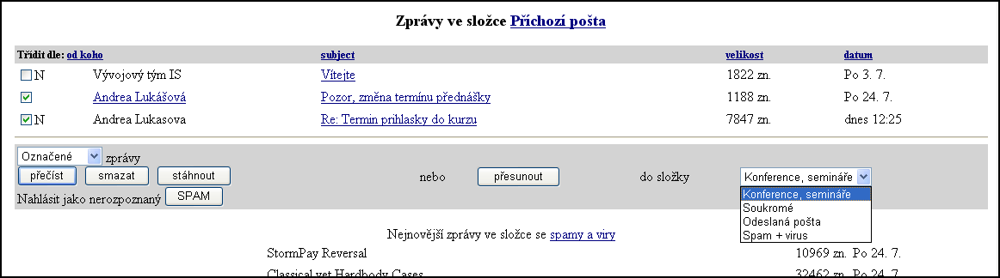 Zprávy ve složce Příchozí pošta
Třídit dle: od koho subject velikost datum
N Vývojový tým IS Vítejte 1822 zn. Po 3. 7.
Andrea Lukášová Pozor, změna termínu přednášky 1188 zn. Po 24. 7.
N Andrea Lukasova Re: Termin prihlasky do kurzu 7847 zn. dnes 12:25
Označené zprávy
přečíst smazat stáhnout nebo přesunout do složky Konference, semináře
Nahlásit jako nerozpoznaný SPAM
Konference, semináře
Soukromé
Odeslaná pošta
Spam + virus
Nejnovější zprávy ve složce se spamy a viry
StormPay Reversal 10969 zn. Po 24. 7.
Classical yet Hardbody Cases 32462 zn. Po 24. 7.